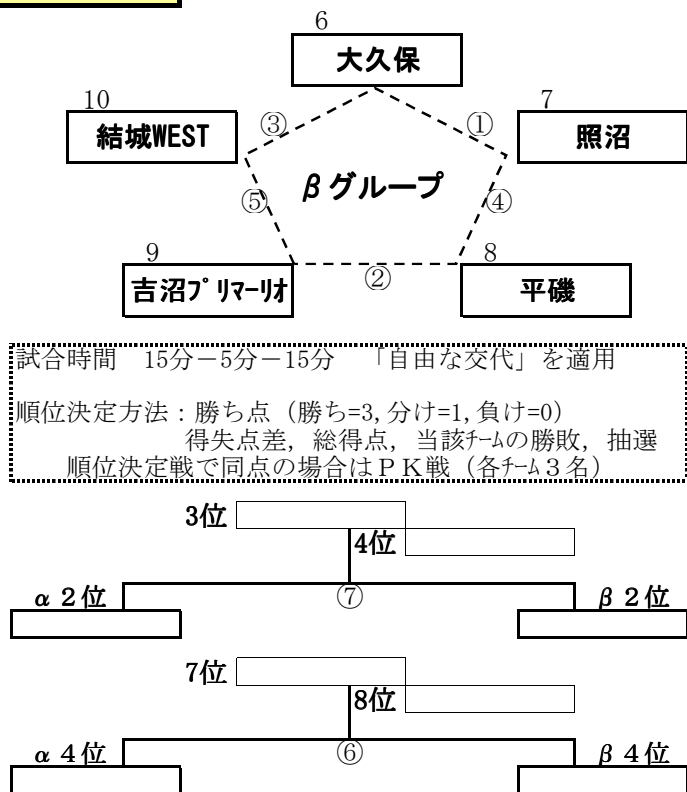 6
大久保
10
7
結城WEST
③
①
照沼
βグループ
⑤
④
9
8
吉沼プリマーリオ
②
平磯
試合時間　15分－5分－15分　「自由な交代」を適用
順位決定方法：勝ち点（勝ち=3,分け=1,負け=0）
得失点差，総得点，当該ﾁｰﾑの勝敗，抽選
順位決定戦で同点の場合はＰＫ戦（各ﾁｰﾑ３名）
3位
4位
α２位
⑦
β２位
7位
8位
α４位
⑥
β４位